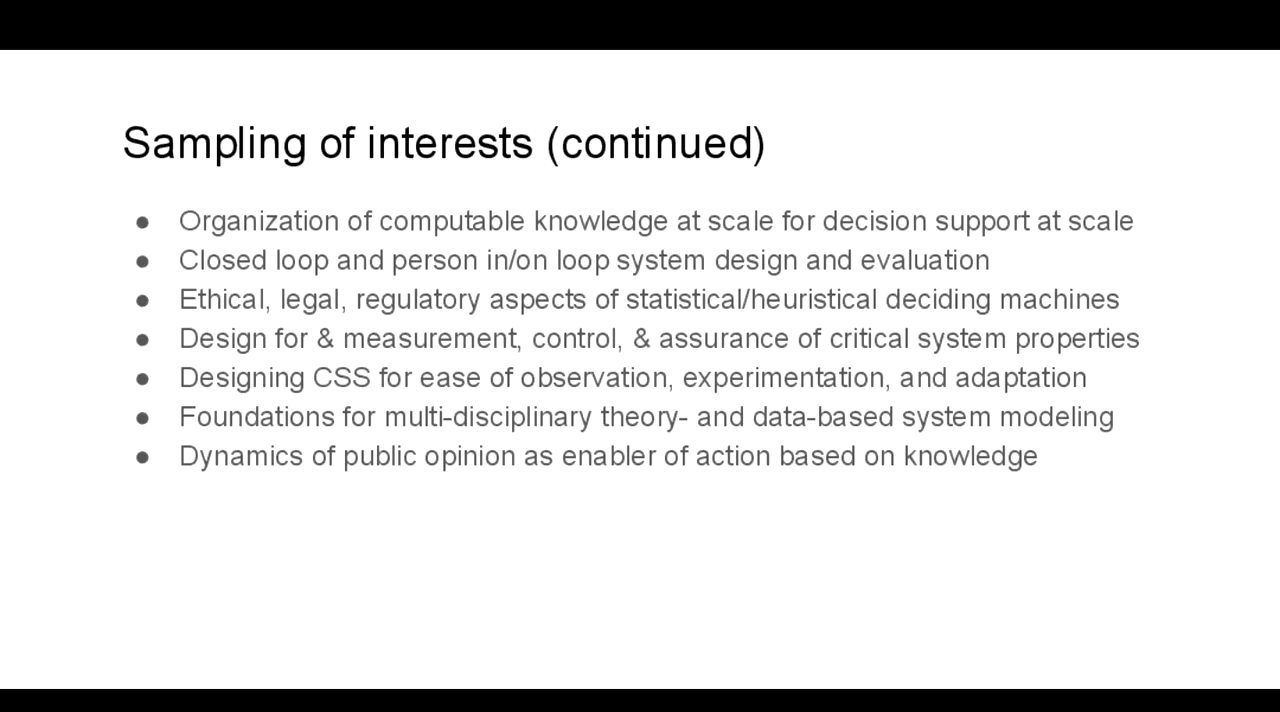 Sampling of interests (continued)
● Organization of computable knowledge at scale for decision support at scale
● Closed loop and person in/on loop system design and evaluation
● Ethical, legal, regulatory aspects of statistical/heuristical deciding machines
● Design for & measurement, control, & assurance of critical system properties
● Designing CSS for ease of observation, experimentation, and adaptation
● Foundations for multi-disciplinary theory- and data-based system modeling
● Dynamics of public opinion as enabler of action based on knowledge